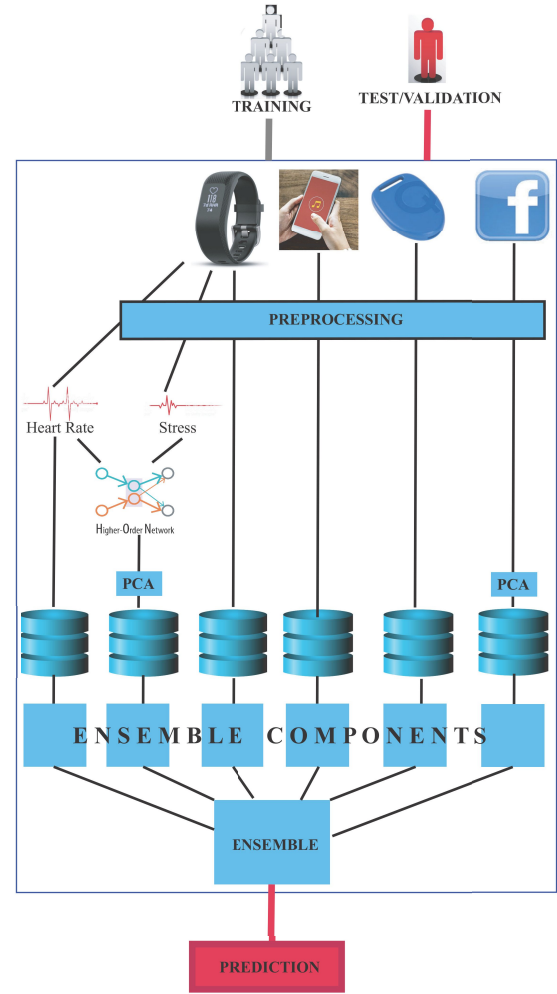 TRAINING
TEST/VALIDATION
118
f
PREPROCESSING
Heart Rate
Stress
Higher-Order Network
PCA
PCA
ENSEMBLE COMPONENTS
ENSEMBLE
PREDICTION